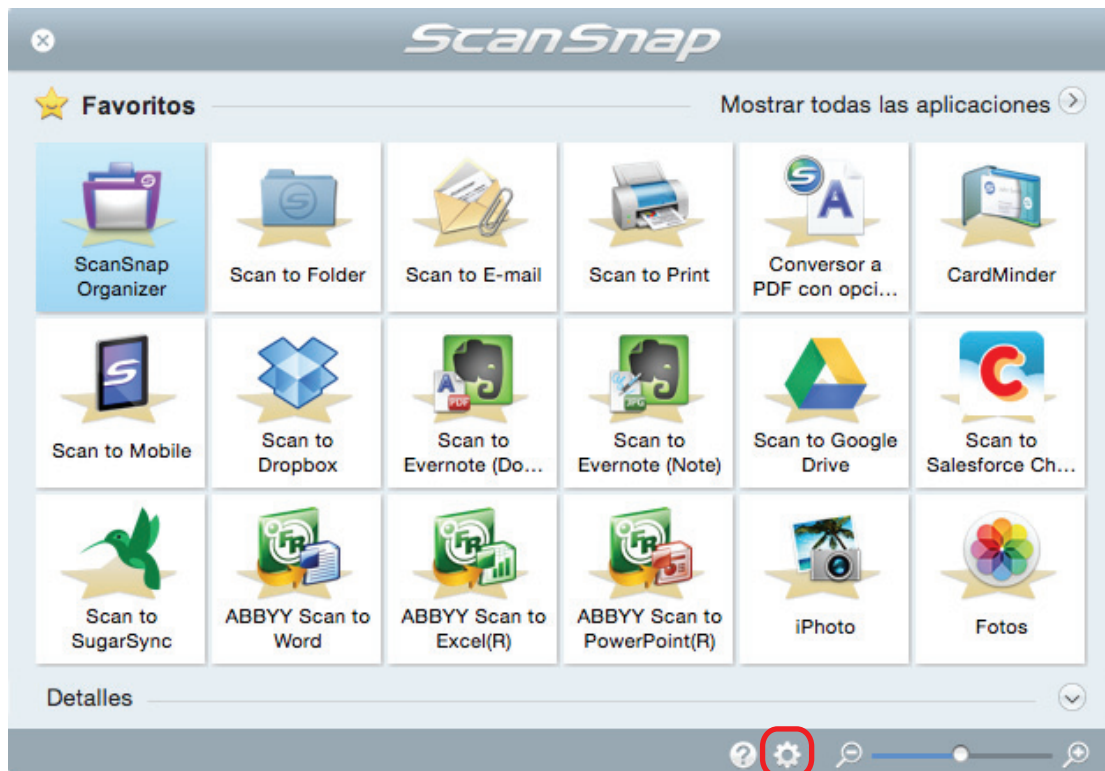 ScanSnap
Favoritos
Mostrar todas las aplicaciones
ScanSnap
Organizer
Scan to Folder
Scan to E-mail
Scan to Print
Conversor a
PDF con opci...
CardMinder
Scan to Mobile
Scan to
Dropbox
Scan to
Evernote (Do...
Scan to
Evernote (Note)
Scan to Google
Drive
Scan to
Salesforce Ch...
Scan to
SugarSync
ABBYY Scan to
Word
ABBYY Scan to
Excel(R)
ABBYY Scan to
PowerPoint(R)
iPhoto
Fotos
Detalles